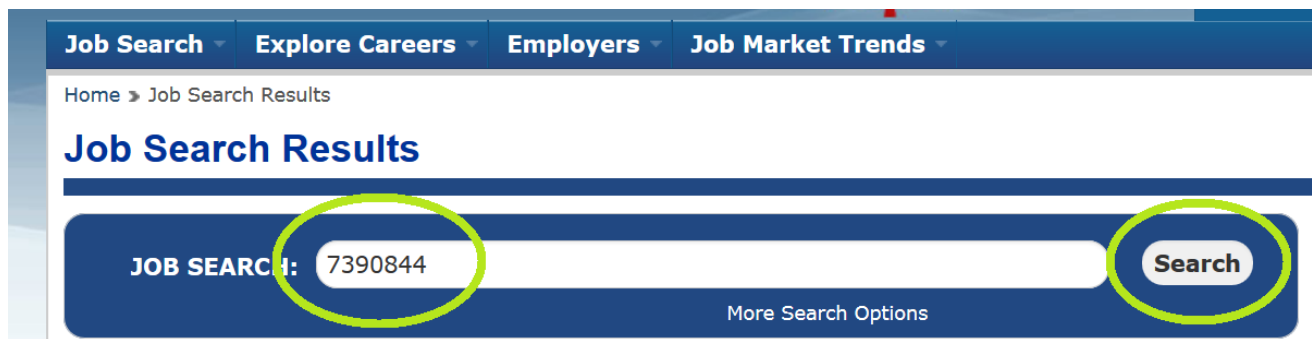 Job Search Explore Careers Employers Job Market Trends
Home » Job Search Results
Job Search Results
JOB SEARCH: 7390844 Search
More Search Options